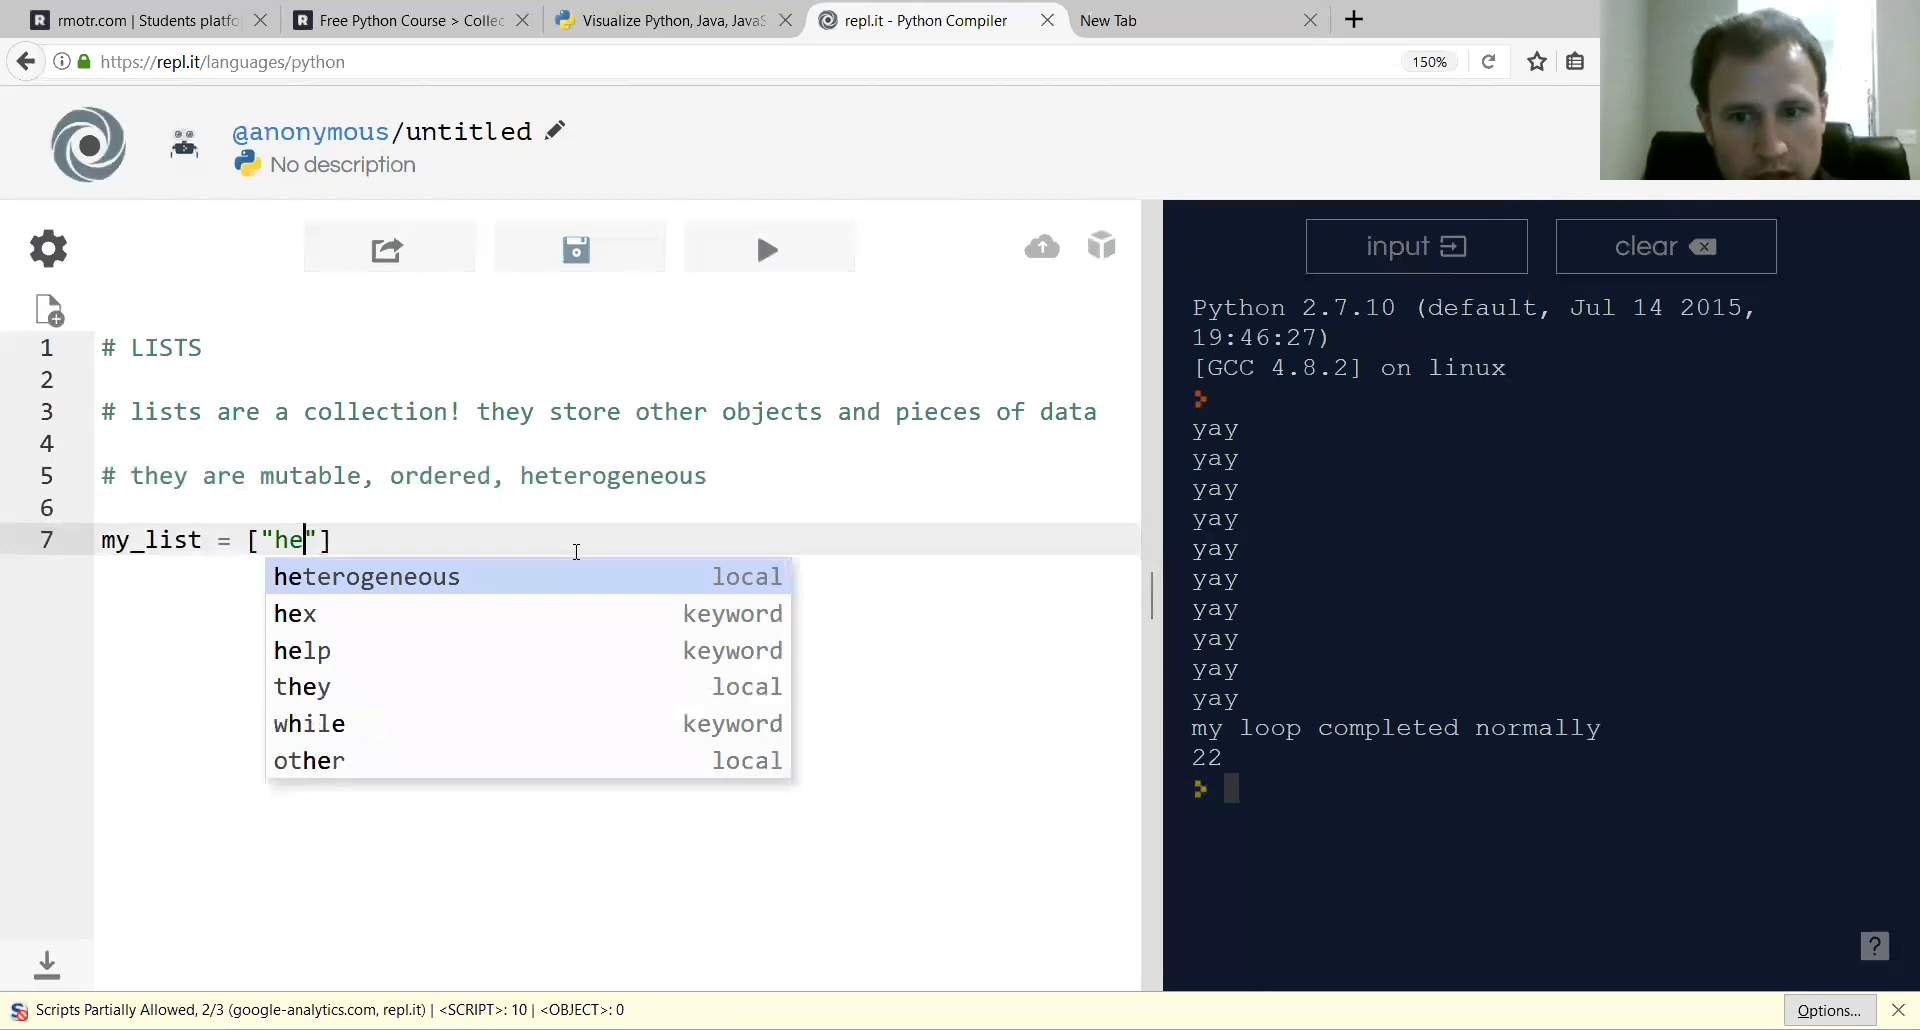 rmotr.com | Students platfo
Free Python Course > Collec
Visualize Python, Java, JavaS
repl.it - Python Compiler
New Tab
https://repl.it/languages/python
150%
@anonymous/untitled
No description
input
clear
1 # LISTS
2
3 # lists are a collection! they store other objects and pieces of data
4
5 # they are mutable, ordered, heterogeneous
6
7 my_list = ["he"]
heterogeneous local
hex keyword
help keyword
they local
while keyword
other local
Python 2.7.10 (default, Jul 14 2015,
19:46:27)
[GCC 4.8.2] on linux
yay
yay
yay
yay
yay
yay
yay
yay
yay
yay
my loop completed normally
22
?
Scripts Partially Allowed, 2/3 (google-analytics.com, repl.it) | <SCRIPT>: 10 | <OBJECT>: 0
Options...